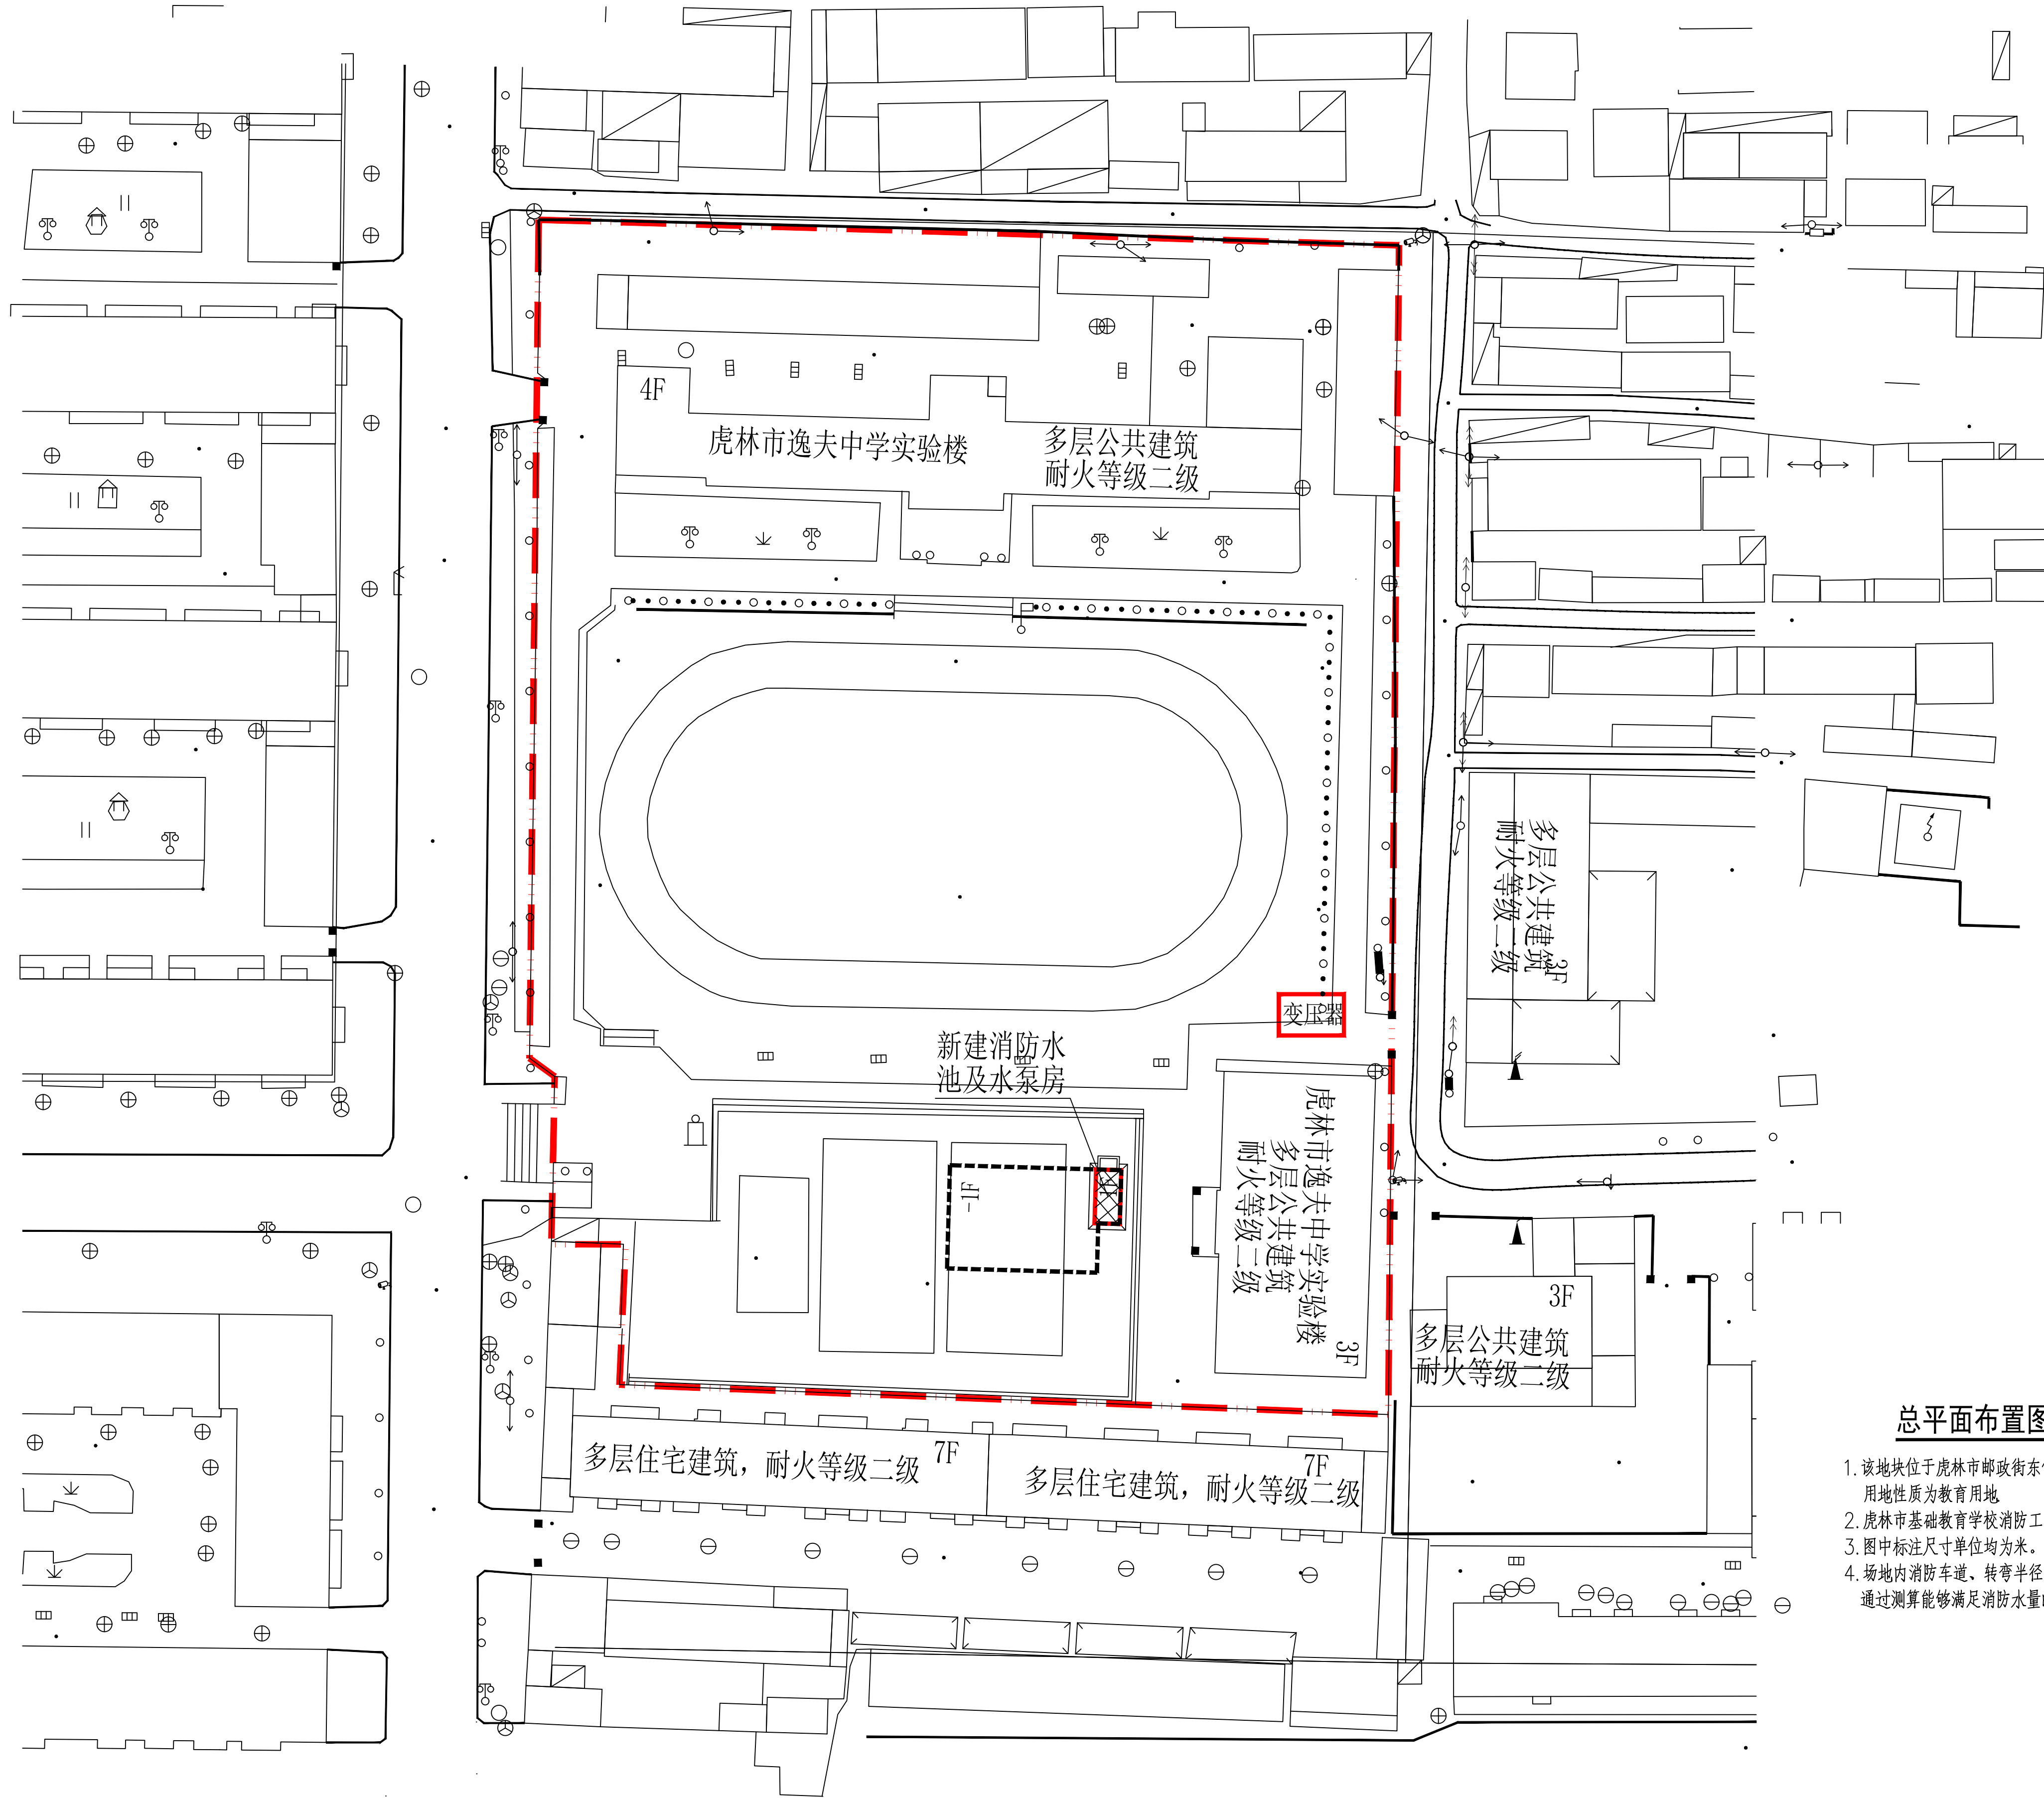 4F
虎林市逸夫中学实验楼
多层公共建筑
耐火等级二级
多层公共建筑
耐火等级二级
3F
变压器
新建消防水
池及水泵房
-1F
虎林市逸夫中学实验楼
多层公共建筑
耐火等级二级
3F
3F
多层公共建筑
耐火等级二级
多层住宅建筑，耐火等级二级
7F
多层住宅建筑，耐火等级二级
7F
总平面布置图
1.该地块位于虎林市邮政街东
用地性质为教育用地
2.虎林市基础教育学校消防工
3.图中标注尺寸单位均为米。
4.场地内消防车道、转弯半径
通过测算能够满足消防水量